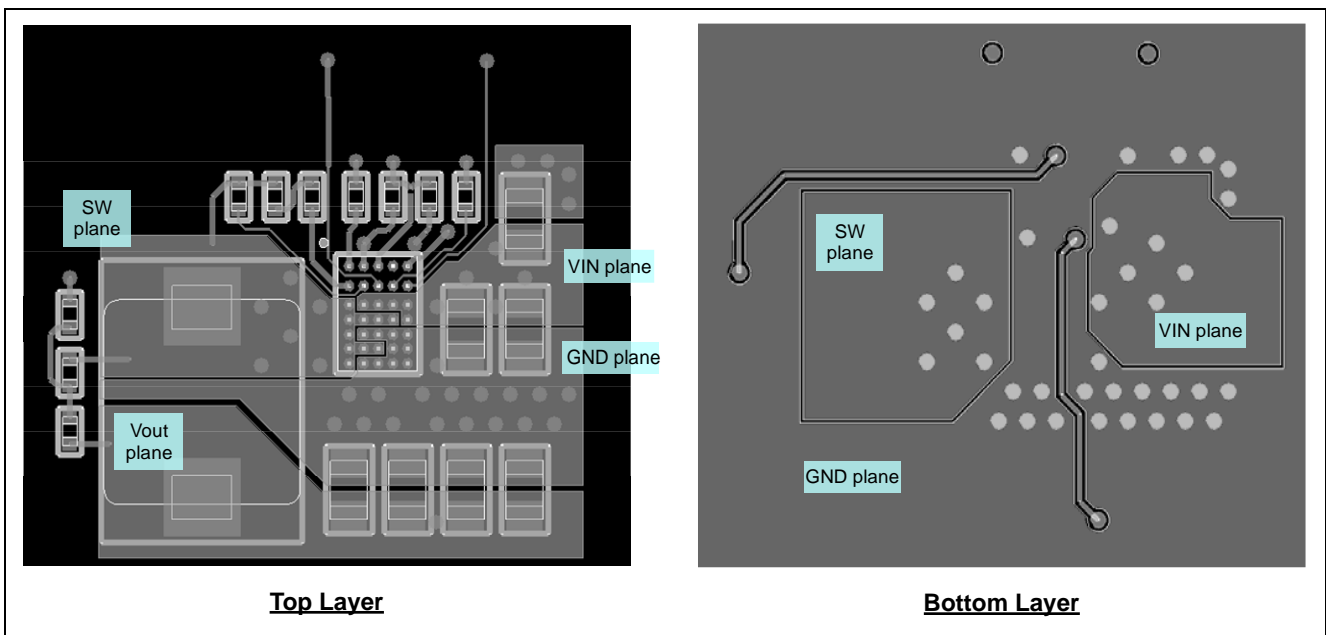 SW
plane
VIN plane
GND plane
Vout
plane
Top Layer
SW
plane
VIN plane
GND plane
Bottom Layer